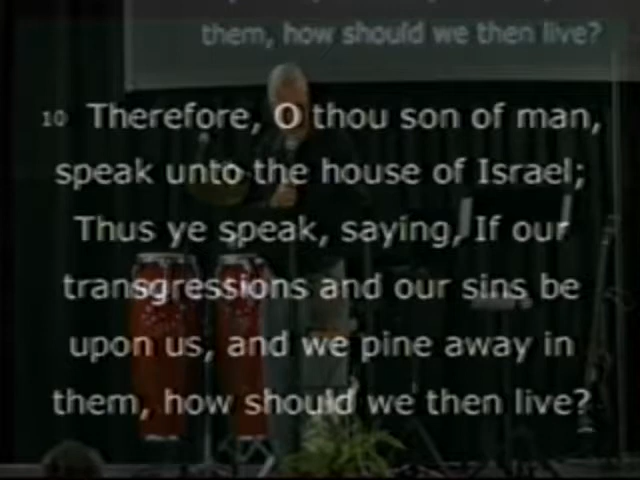 them, how should we then live?
10 Therefore, O thou son of man,
speak unto the house of Israel;
Thus ye speak, saying, If our
transgressions and our sins be
upon us, and we pine away in
them, how should we then live?